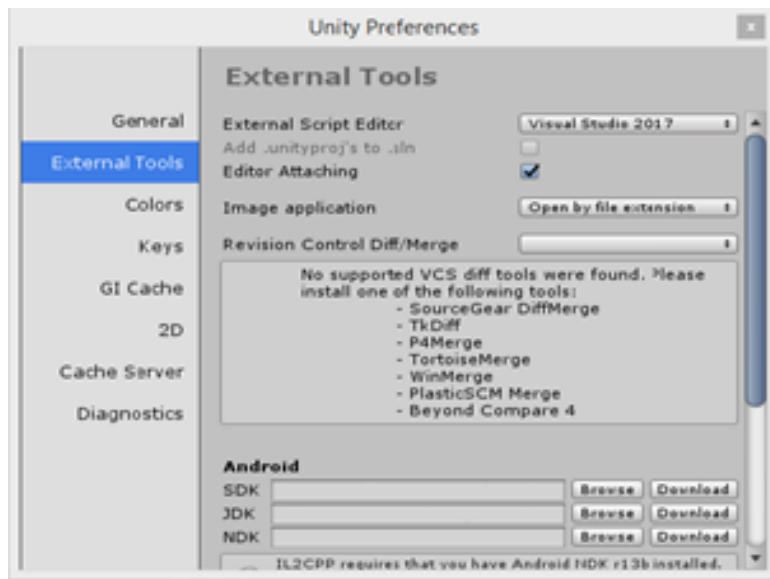 Unity Preferences
x
External Tools
General
External Tools
Colors
Keys
GI Cache
2D
Cache Server
Diagnostics
External Script Editor Visual Studio 2017
Add .unityproj's to .sln
Editor Attaching
Image application Open by file extension
Revision Control Diff/Merge
No supported VCS diff tools were found. Please
install one of the following tools:
- SourceGear DiffMerge
- TkDiff
- P4Merge
- TortoiseMerge
- WinMerge
- PlasticSCM Merge
- Beyond Compare 4
Android
SDK Browse Download
JDK Browse Download
NDK Browse Download
IL2CPP requires that you have Android NDK r13b installed.